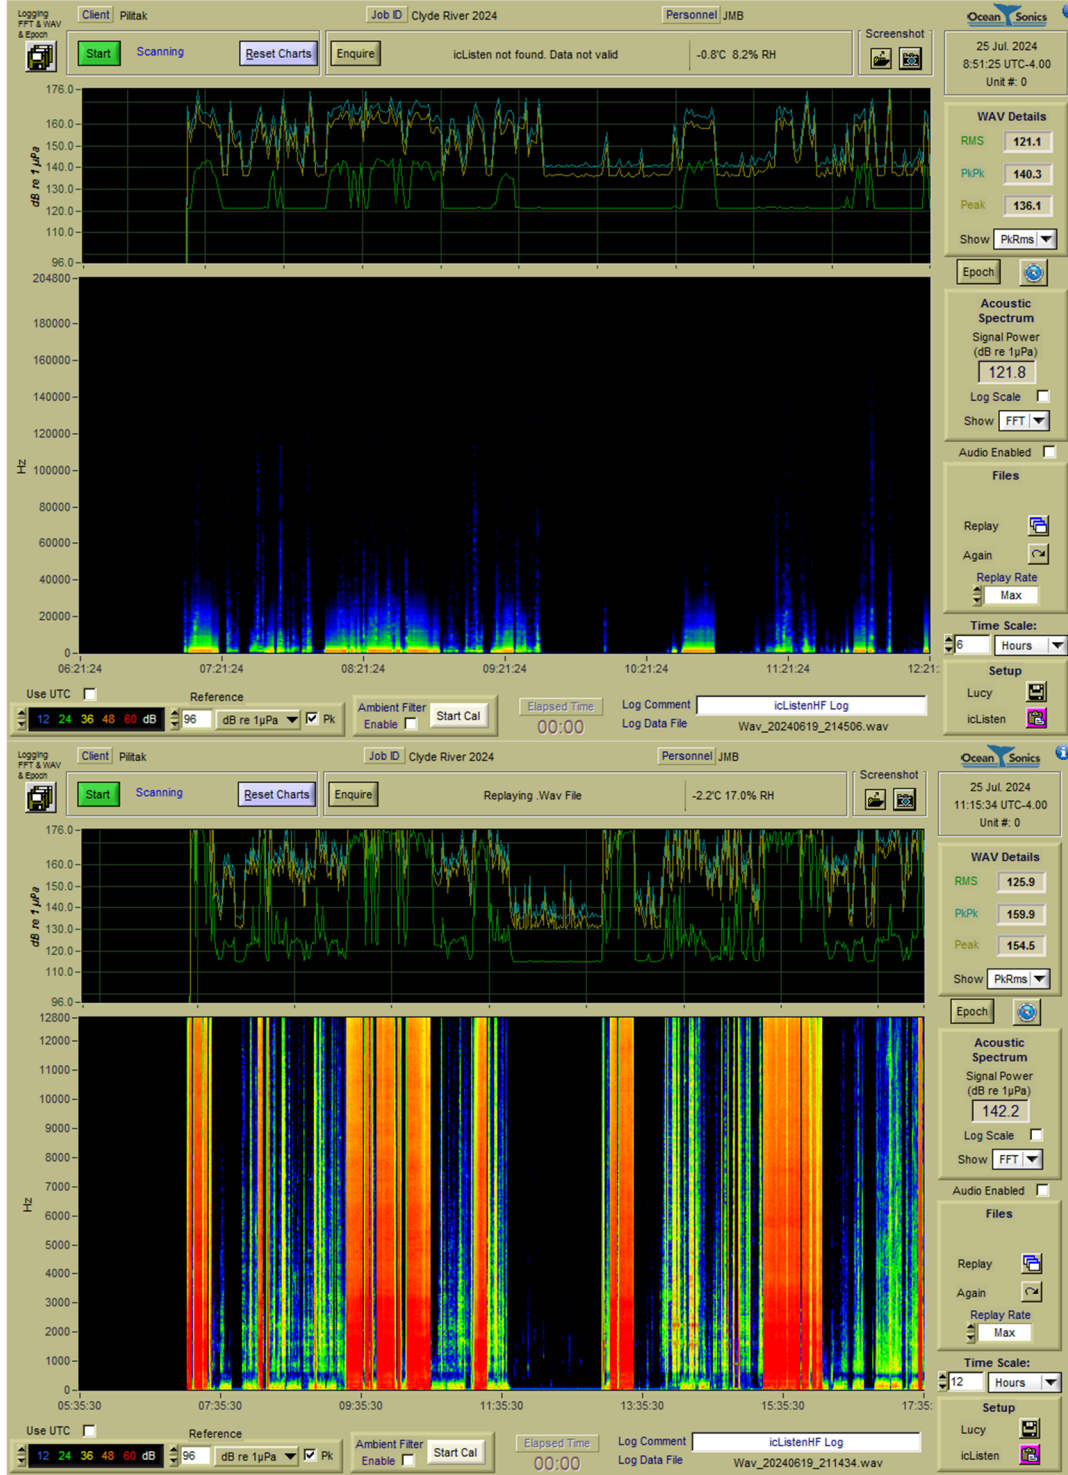 Logging
FFT & WAV
& Epoch
Client Pilitak Job ID Clyde River 2024 Personnel JMB
Ocean Sonics
Start Scanning Reset Charts Enquire icListen not found. Data not valid -0.8C 8.2% RH
Screenshot
25 Jul. 2024
8:51:25 UTC-4.00
Unit #: 0
176.0
160.0
150.0
140.0
130.0
120.0
110.0
96.0
dB re 1µPa
WAV Details
RMS 121.1
PkPk 140.3
Peak 136.1
Show PkRms
Epoch
204800
180000
160000
140000
120000
100000
80000
60000
40000
20000
0
Hz
06:21:24 07:21:24 08:21:24 09:21:24 10:21:24 11:21:24 12:21:
Acoustic
Spectrum
Signal Power
(dB re 1µPa)
121.8
Log Scale
Show FFT
Audio Enabled
Files
Replay
Again
Replay Rate
Max
Time Scale:
6 Hours
Setup
Lucy
icListen
Use UTC
Reference
12 24 36 48 60 dB 96 dB re 1µPa Pk
Ambient Filter
Enable Start Cal
Elapsed Time
00:00
Log Comment icListenHF Log
Log Data File Wav_20240619_214506.wav
Logging
FFT & WAV
& Epoch
Client Pilitak Job ID Clyde River 2024 Personnel JMB
Ocean Sonics
Start Scanning Reset Charts Enquire Replaying .Wav File -2.2C 17.0% RH
Screenshot
25 Jul. 2024
11:15:34 UTC-4.00
Unit #: 0
176.0
160.0
150.0
140.0
130.0
120.0
110.0
96.0
dB re 1µPa
WAV Details
RMS 125.9
PkPk 159.9
Peak 154.5
Show PkRms
Epoch
12800
12000
11000
10000
9000
8000
7000
6000
5000
4000
3000
2000
1000
0
Hz
05:35:30 07:35:30 09:35:30 11:35:30 13:35:30 15:35:30 17:35:
Acoustic
Spectrum
Signal Power
(dB re 1µPa)
142.2
Log Scale
Show FFT
Audio Enabled
Files
Replay
Again
Replay Rate
Max
Time Scale:
12 Hours
Setup
Lucy
icListen
Use UTC
Reference
12 24 36 48 60 dB 96 dB re 1µPa Pk
Ambient Filter
Enable Start Cal
Elapsed Time
00:00
Log Comment icListenHF Log
Log Data File Wav_20240619_211434.wav